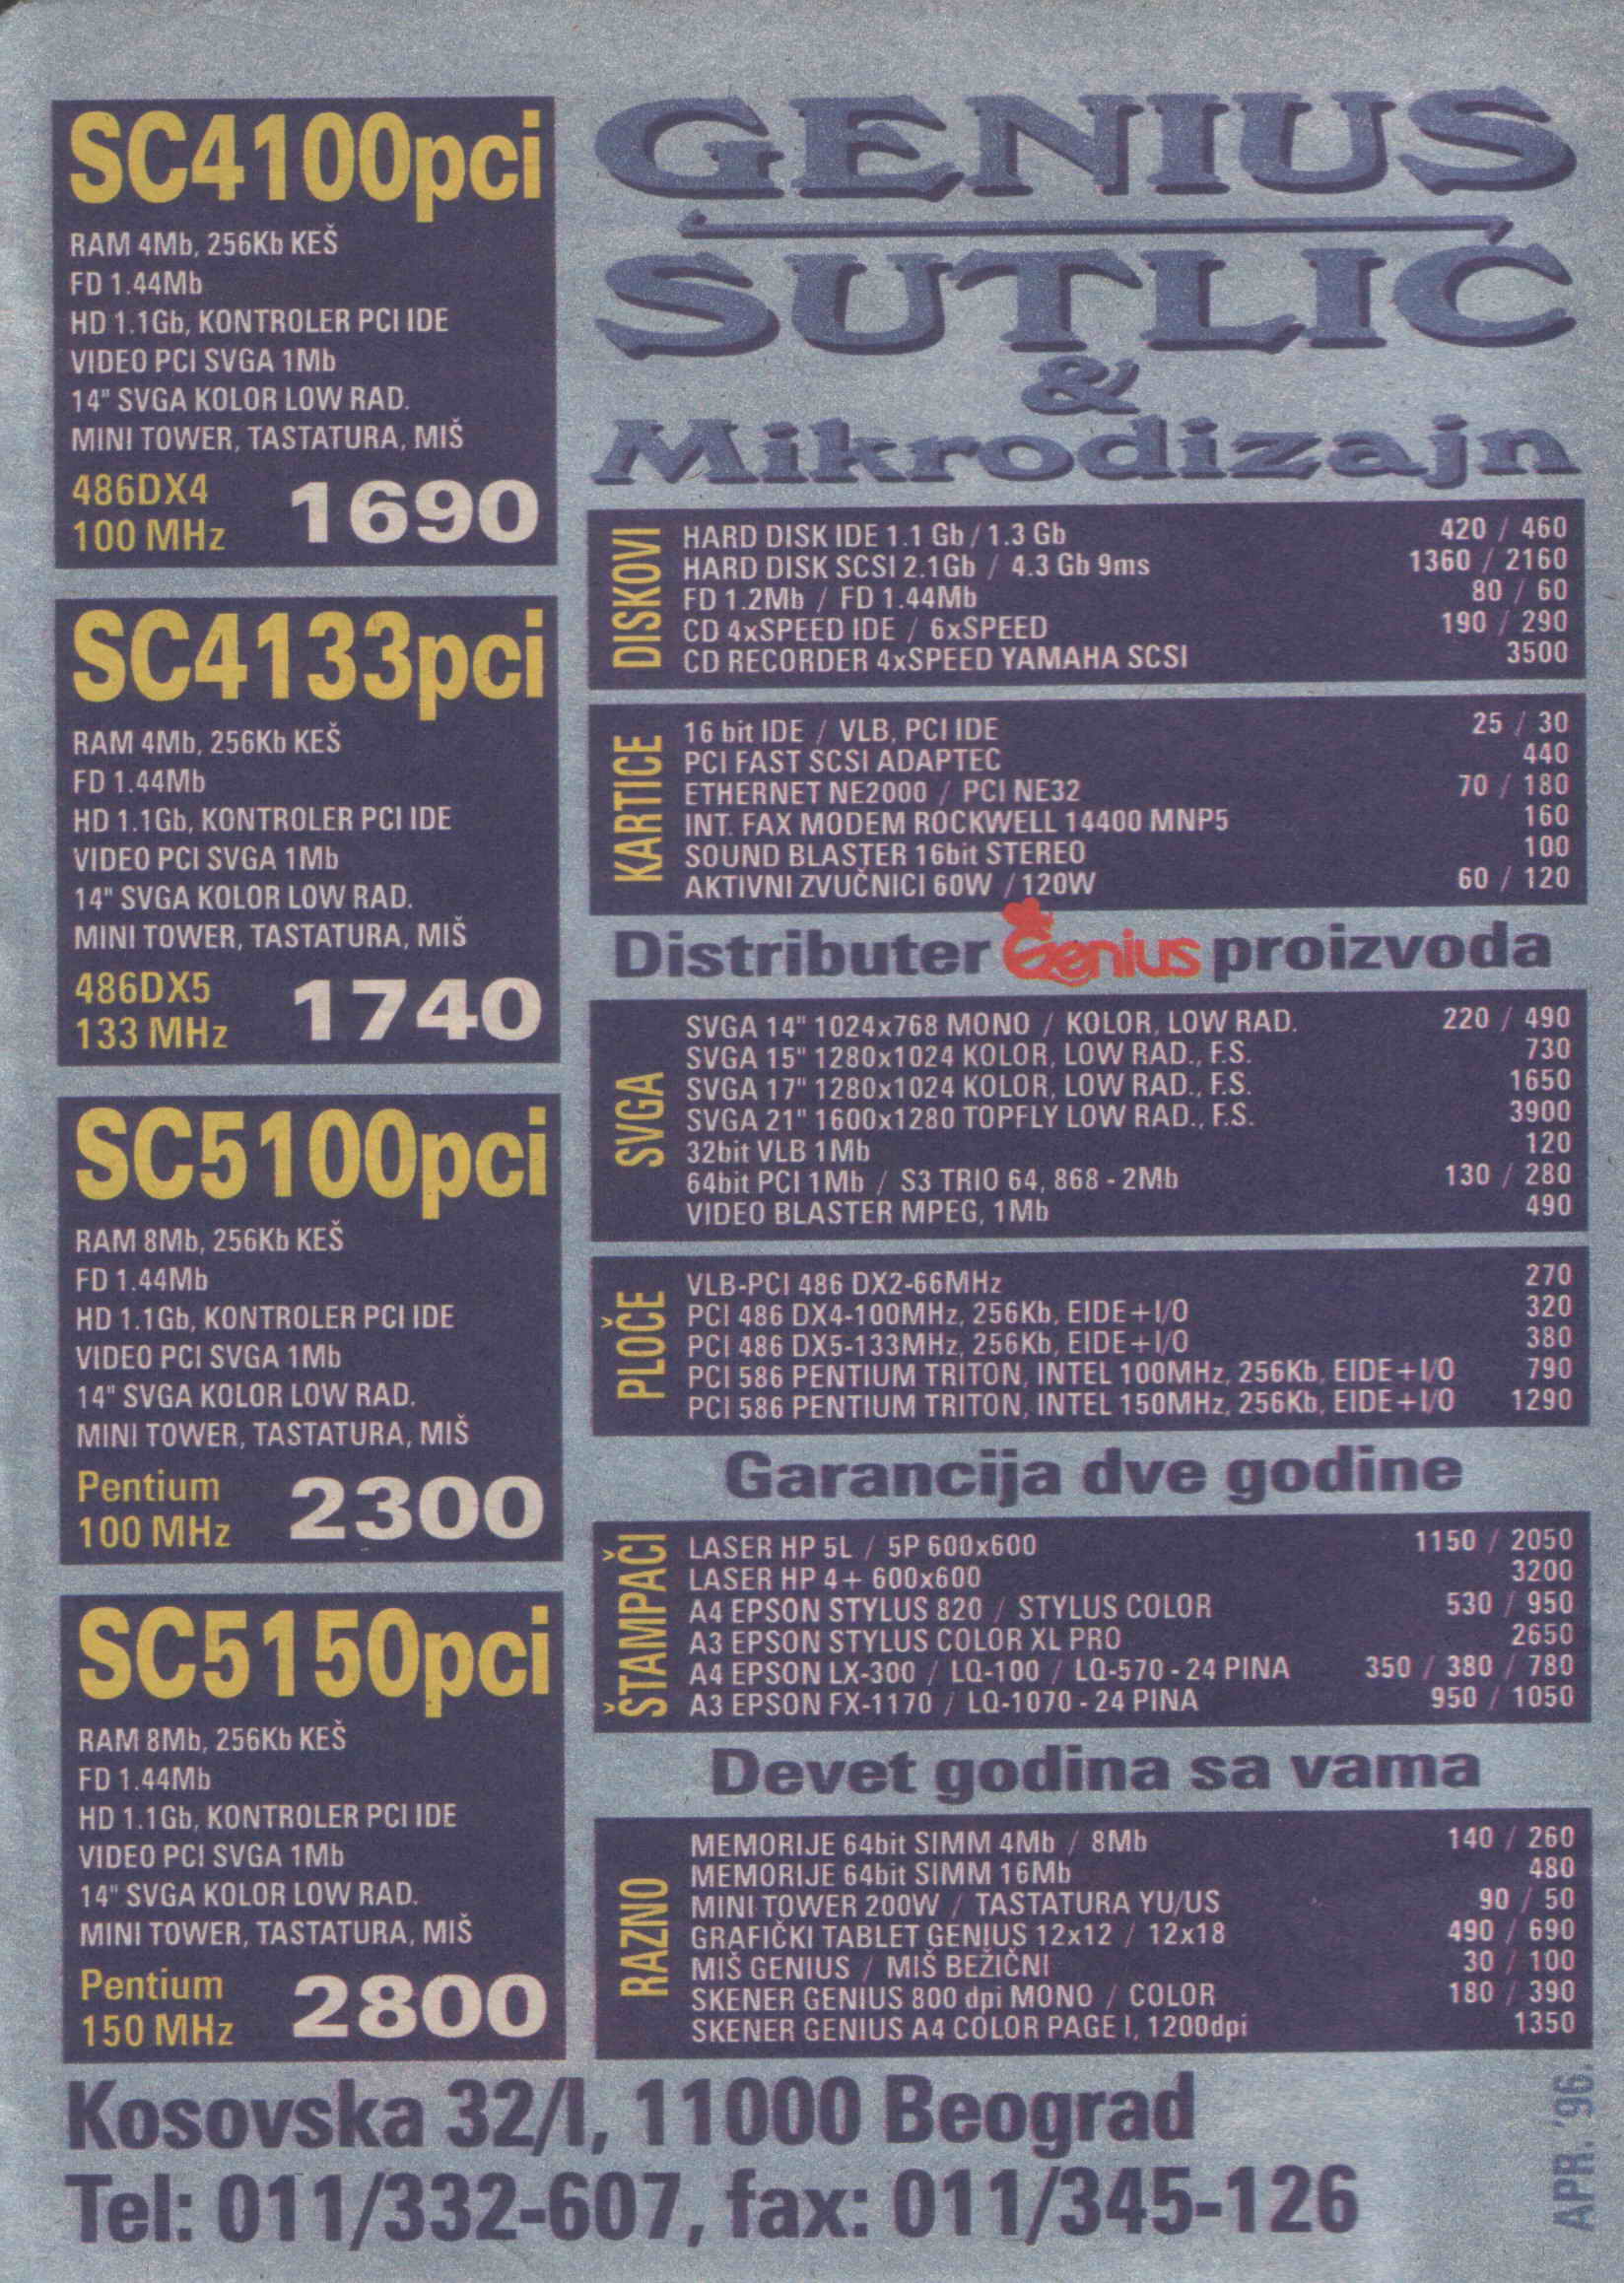 SC4100pci
RAM 4Mb, 256Kb KEŠ
FD 1.44Mb
HD 1.1Gb, KONTROLER PCI IDE
VIDEO PCI SVGA 1Mb
14" SVGA KOLOR LOW RAD.
MINI TOWER, TASTATURA, MIŠ
486DX4
100 MHz
1690
SC4133pci
RAM 4Mb, 256Kb KEŠ
FD 1.44Mb
HD 1.1Gb, KONTROLER PCI IDE
VIDEO PCI SVGA 1Mb
14" SVGA KOLOR LOW RAD.
MINI TOWER, TASTATURA, MIŠ
486DX5
133 MHz
1740
SC5100pci
RAM 8Mb, 256Kb KEŠ
FD 1.44Mb
HD 1.1Gb, KONTROLER PCI IDE
VIDEO PCI SVGA 1Mb
14" SVGA KOLOR LOW RAD.
MINI TOWER, TASTATURA, MIŠ
Pentium
100 MHz
2300
SC5150pci
RAM 8Mb, 256Kb KEŠ
FD 1.44Mb
HD 1.1Gb, KONTROLER PCI IDE
VIDEO PCI SVGA 1Mb
14" SVGA KOLOR LOW RAD.
MINI TOWER, TASTATURA, MIŠ
Pentium
150 MHz
2800
GENIUS
SUTLIĆ
&
Mikrodizajn
DISKOVI
HARD DISK IDE 1.1 Gb / 1.3 Gb 420 / 460
HARD DISK SCSI 2.1Gb / 4.3 Gb 9ms 1360 / 2160
FD 1.2Mb / FD 1.44Mb 80 / 60
CD 4xSPEED IDE / 6xSPEED 190 / 290
CD RECORDER 4xSPEED YAMAHA SCSI 3500
KARTICE
16 bit IDE / VLB, PCI IDE 25 / 30
PCI FAST SCSI ADAPTEC 440
ETHERNET NE2000 / PCI NE32 70 / 180
INT. FAX MODEM ROCKWELL 14400 MNP5 160
SOUND BLASTER 16bit STEREO 100
AKTIVNI ZVUČNICI 60W / 120W 60 / 120
Distributer Genius proizvoda
SVGA
SVGA 14" 1024x768 MONO / KOLOR, LOW RAD. 220 / 490
SVGA 15" 1280x1024 KOLOR, LOW RAD., F.S. 730
SVGA 17" 1280x1024 KOLOR, LOW RAD., F.S. 1650
SVGA 21" 1600x1280 TOPFLY LOW RAD., F.S. 3900
32bit VLB 1Mb 120
64bit PCI 1Mb / S3 TRIO 64, 868 - 2Mb 130 / 280
VIDEO BLASTER MPEG, 1Mb 490
PLOČE
VLB-PCI 486 DX2-66MHz 270
PCI 486 DX4-100MHz, 256Kb, EIDE+I/O 320
PCI 486 DX5-133MHz, 256Kb, EIDE+I/O 380
PCI 586 PENTIUM TRITON, INTEL 100MHz, 256Kb, EIDE+I/O 790
PCI 586 PENTIUM TRITON, INTEL 150MHz, 256Kb, EIDE+I/O 1290
Garancija dve godine
ŠTAMPAČI
LASER HP 5L / 5P 600x600 1150 / 2050
LASER HP 4+ 600x600 3200
A4 EPSON STYLUS 820 / STYLUS COLOR 530 / 950
A3 EPSON STYLUS COLOR XL PRO 2650
A4 EPSON LX-300 / LQ-100 / LQ-570 - 24 PINA 350 / 380 / 780
A3 EPSON FX-1170 / LQ-1070 - 24 PINA 950 / 1050
Devet godina sa vama
RAZNO
MEMORIJE 64bit SIMM 4Mb / 8Mb 140 / 260
MEMORIJE 64bit SIMM 16Mb 480
MINI TOWER 200W / TASTATURA YU/US 90 / 50
GRAFIČKI TABLET GENIUS 12x12 / 12x18 490 / 690
MIŠ GENIUS / MIŠ BEŽIČNI 30 / 100
SKENER GENIUS 800 dpi MONO / COLOR 180 / 390
SKENER GENIUS A4 COLOR PAGE I, 1200dpi 1350
Kosovska 32/I, 11000 Beograd
Tel: 011/332-607, fax: 011/345-126
APR. '96.